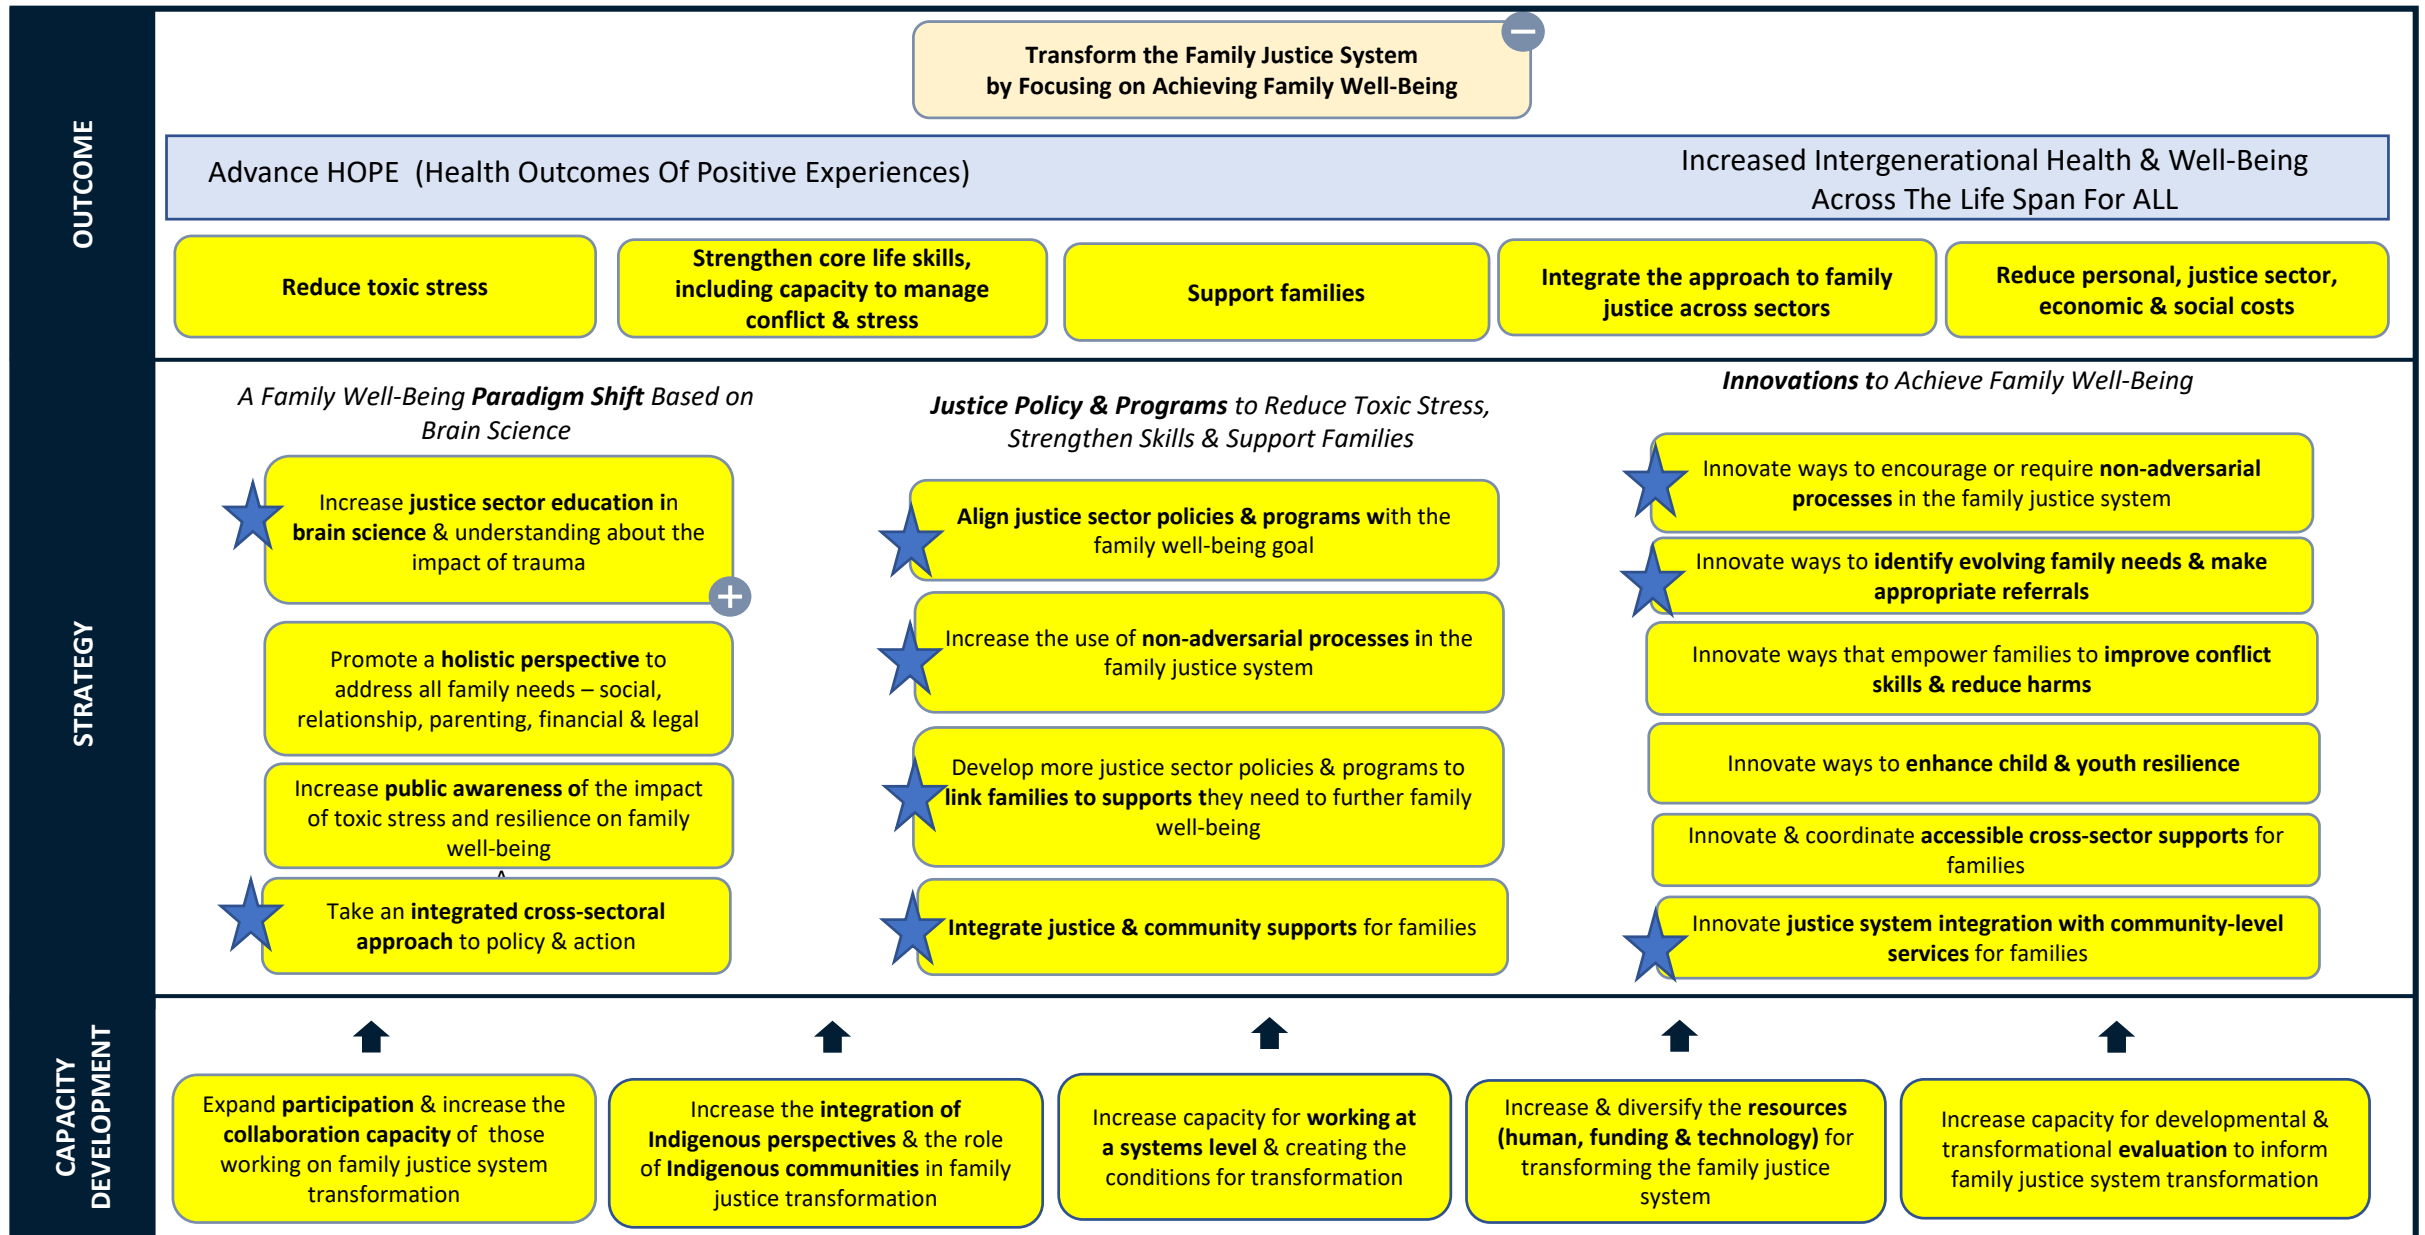 Transform the Family Justice System
by Focusing on Achieving Family Well-Being
OUTCOME
Advance HOPE (Health Outcomes Of Positive Experiences)
Increased Intergenerational Health & Well-Being
Across The Life Span For ALL
Reduce toxic stress
Strengthen core life skills,
including capacity to manage
conflict & stress
Support families
Integrate the approach to family
justice across sectors
Reduce personal, justice sector,
economic & social costs
STRATEGY
A Family Well-Being Paradigm Shift Based on
Brain Science
Increase justice sector education in
brain science & understanding about the
impact of trauma
Promote a holistic perspective to
address all family needs – social,
relationship, parenting, financial & legal
Increase public awareness of the impact
of toxic stress and resilience on family
well-being
Take an integrated cross-sectoral
approach to policy & action
Justice Policy & Programs to Reduce Toxic Stress,
Strengthen Skills & Support Families
Align justice sector policies & programs with the
family well-being goal
Increase the use of non-adversarial processes in the
family justice system
Develop more justice sector policies & programs to
link families to supports they need to further family
well-being
Integrate justice & community supports for families
Innovations to Achieve Family Well-Being
Innovate ways to encourage or require non-adversarial
processes in the family justice system
Innovate ways to identify evolving family needs & make
appropriate referrals
Innovate ways that empower families to improve conflict
skills & reduce harms
Innovate ways to enhance child & youth resilience
Innovate & coordinate accessible cross-sector supports for
families
Innovate justice system integration with community-level
services for families
CAPACITY
DEVELOPMENT
Expand participation & increase the
collaboration capacity of those
working on family justice system
transformation
Increase the integration of
Indigenous perspectives & the role
of Indigenous communities in family
justice transformation
Increase capacity for working at
a systems level & creating the
conditions for transformation
Increase & diversify the resources
(human, funding & technology) for
transforming the family justice
system
Increase capacity for developmental &
transformational evaluation to inform
family justice system transformation